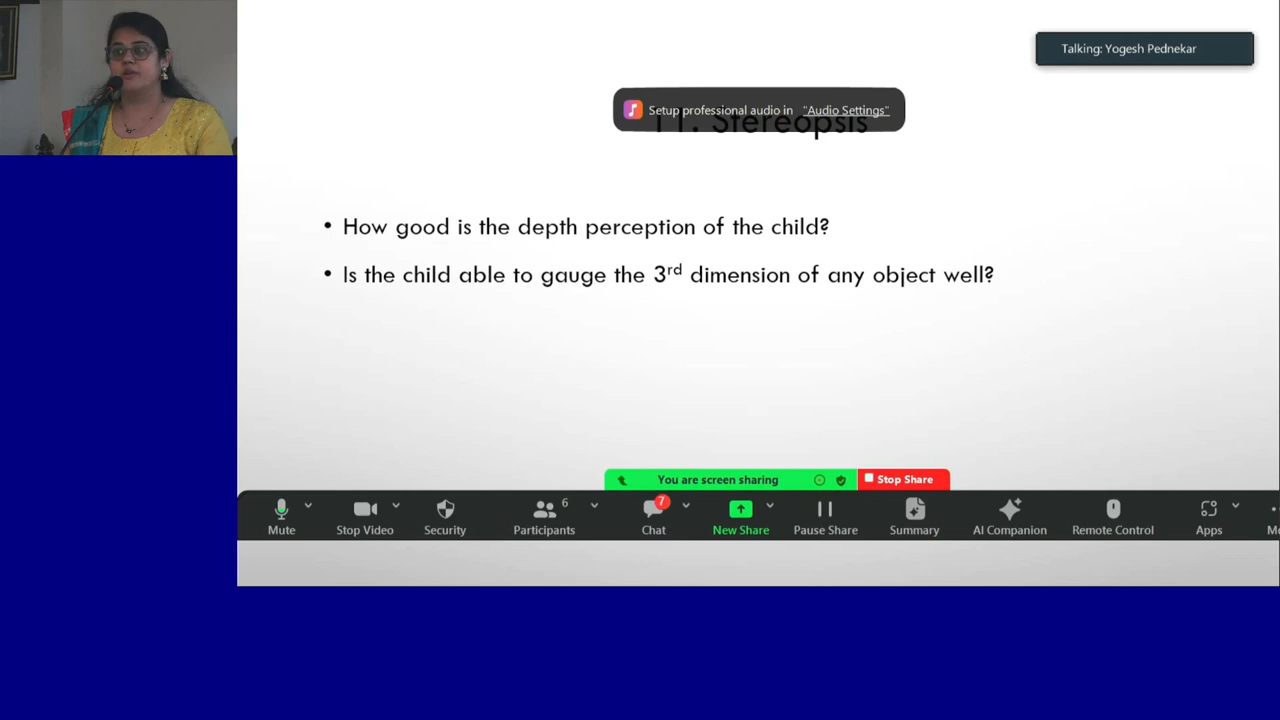 Talking: Yogesh Pednekar
Setup professional audio in "Audio Settings"
11. Stereopsis
• How good is the depth perception of the child?
• Is the child able to gauge the 3rd dimension of any object well?
You are screen sharing
Stop Share
6
7
Mute
Stop Video
Security
Participants
Chat
New Share
Pause Share
Summary
AI Companion
Remote Control
Apps